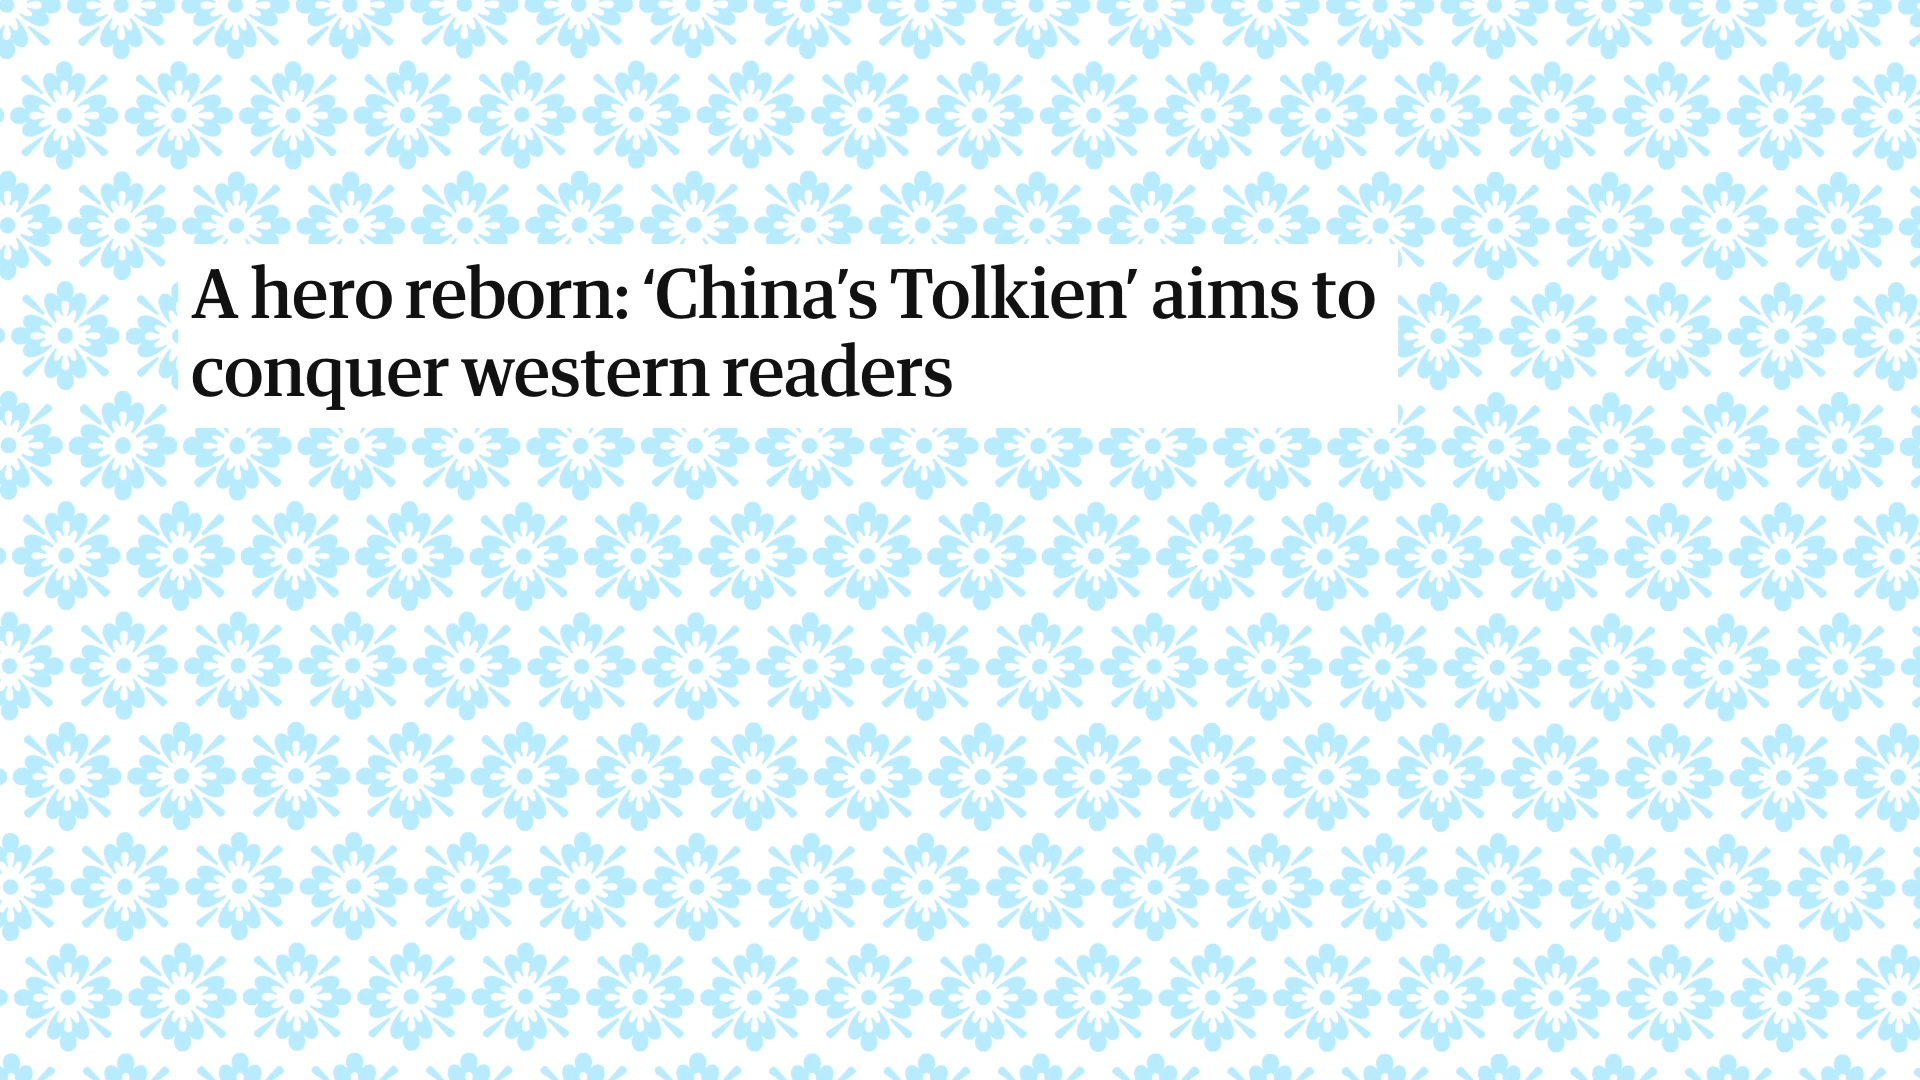 A hero reborn: ‘China’s Tolkien’ aims to
conquer western readers